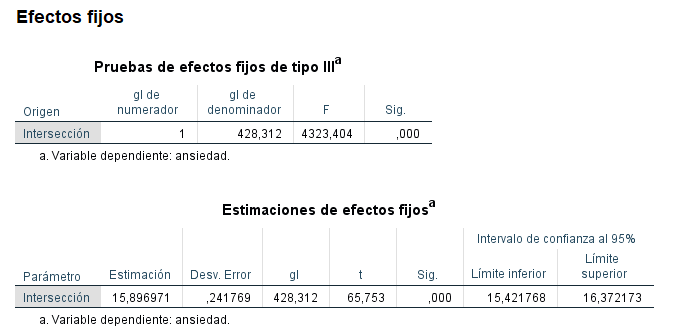 Efectos fijos
Pruebas de efectos fijos de tipo IIIa
Origen gl de numerador gl de denominador F Sig.
Intersección 1 428,312 4323,404 ,000
a. Variable dependiente: ansiedad.
Estimaciones de efectos fijosa
Intervalo de confianza al 95%
Parámetro Estimación Desv. Error gl t Sig. Límite inferior Límite superior
Intersección 15,896971 ,241769 428,312 65,753 ,000 15,421768 16,372173
a. Variable dependiente: ansiedad.